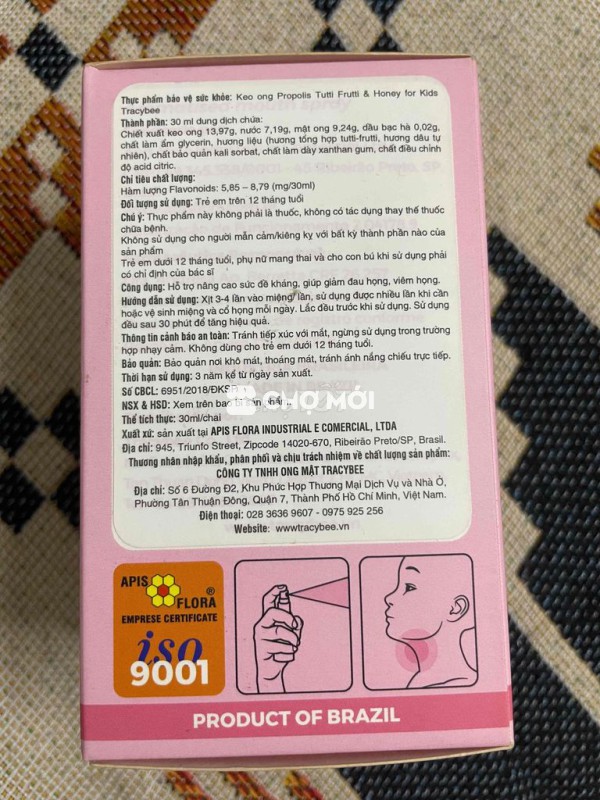 Thực phẩm bảo vệ sức khỏe: Keo ong Propolis Tutti Frutti & Honey for Kids
Tracybee
Thành phần: 30 ml dung dịch chứa:
Chiết xuất keo ong 13,97g, nước 7,19g, mật ong 9,24g, dầu bạc hà 0,02g,
chất làm ẩm glycerin, hương liệu (hương tổng hợp tutti-frutti, hương dâu tự
nhiên), chất bảo quản kali sorbat, chất làm dày xanthan gum, chất điều chỉnh
độ acid citric.
Chỉ tiêu chất lượng:
Hàm lượng Flavonoids: 5,85 – 8,79 (mg/30ml)
Đối tượng sử dụng: Trẻ em trên 12 tháng tuổi
Chú ý: Thực phẩm này không phải là thuốc, không có tác dụng thay thế thuốc
chữa bệnh.
Không sử dụng cho người mẫn cảm/kiêng kỵ với bất kỳ thành phần nào của
sản phẩm
Trẻ em dưới 12 tháng tuổi, phụ nữ mang thai và cho con bú khi sử dụng phải
có chỉ định của bác sĩ
Công dụng: Hỗ trợ nâng cao sức đề kháng, giúp giảm đau họng, viêm họng.
Hướng dẫn sử dụng: Xịt 3-4 lần vào miệng/ lần, sử dụng được nhiều lần khi cần
hoặc vệ sinh miệng và cổ họng mỗi ngày. Lắc đều trước khi sử dụng. Sử dụng
đều sau 30 phút để tăng hiệu quả.
Thông tin cảnh báo an toàn: Tránh tiếp xúc với mắt, ngừng sử dụng trong trường
hợp nhạy cảm. Không dùng cho trẻ em dưới 12 tháng tuổi.
Bảo quản: Bảo quản nơi khô mát, thoáng mát, tránh ánh nắng chiếu trực tiếp.
Thời hạn sử dụng: 3 năm kể từ ngày sản xuất.
Số CBCL: 6951/2018/ĐKSP
CHỢ MỚI
NSX & HSD: Xem trên bao bì sản phẩm.
Thể tích thực: 30ml/chai
Xuất xứ: sản xuất tại APIS FLORA INDUSTRIAL E COMERCIAL, LTDA
Địa chỉ: 945, Triunfo Street, Zipcode 14020-670, Ribeirão Preto/SP, Brasil.
Thương nhân nhập khẩu, phân phối và chịu trách nhiệm về chất lượng sản phẩm:
CÔNG TY TNHH ONG MẬT TRACYBEE
Địa chỉ: Số 6 Đường Đ2, Khu Phức Hợp Thương Mại Dịch Vụ và Nhà Ở,
Phường Tân Thuận Đông, Quận 7, Thành Phố Hồ Chí Minh, Việt Nam.
Điện thoại: 028 3636 9607 - 0975 925 256
Website: www.tracybee.vn
APIS
FLORA ®
EMPRESE CERTIFICATE
iso
9001
PRODUCT OF BRAZIL